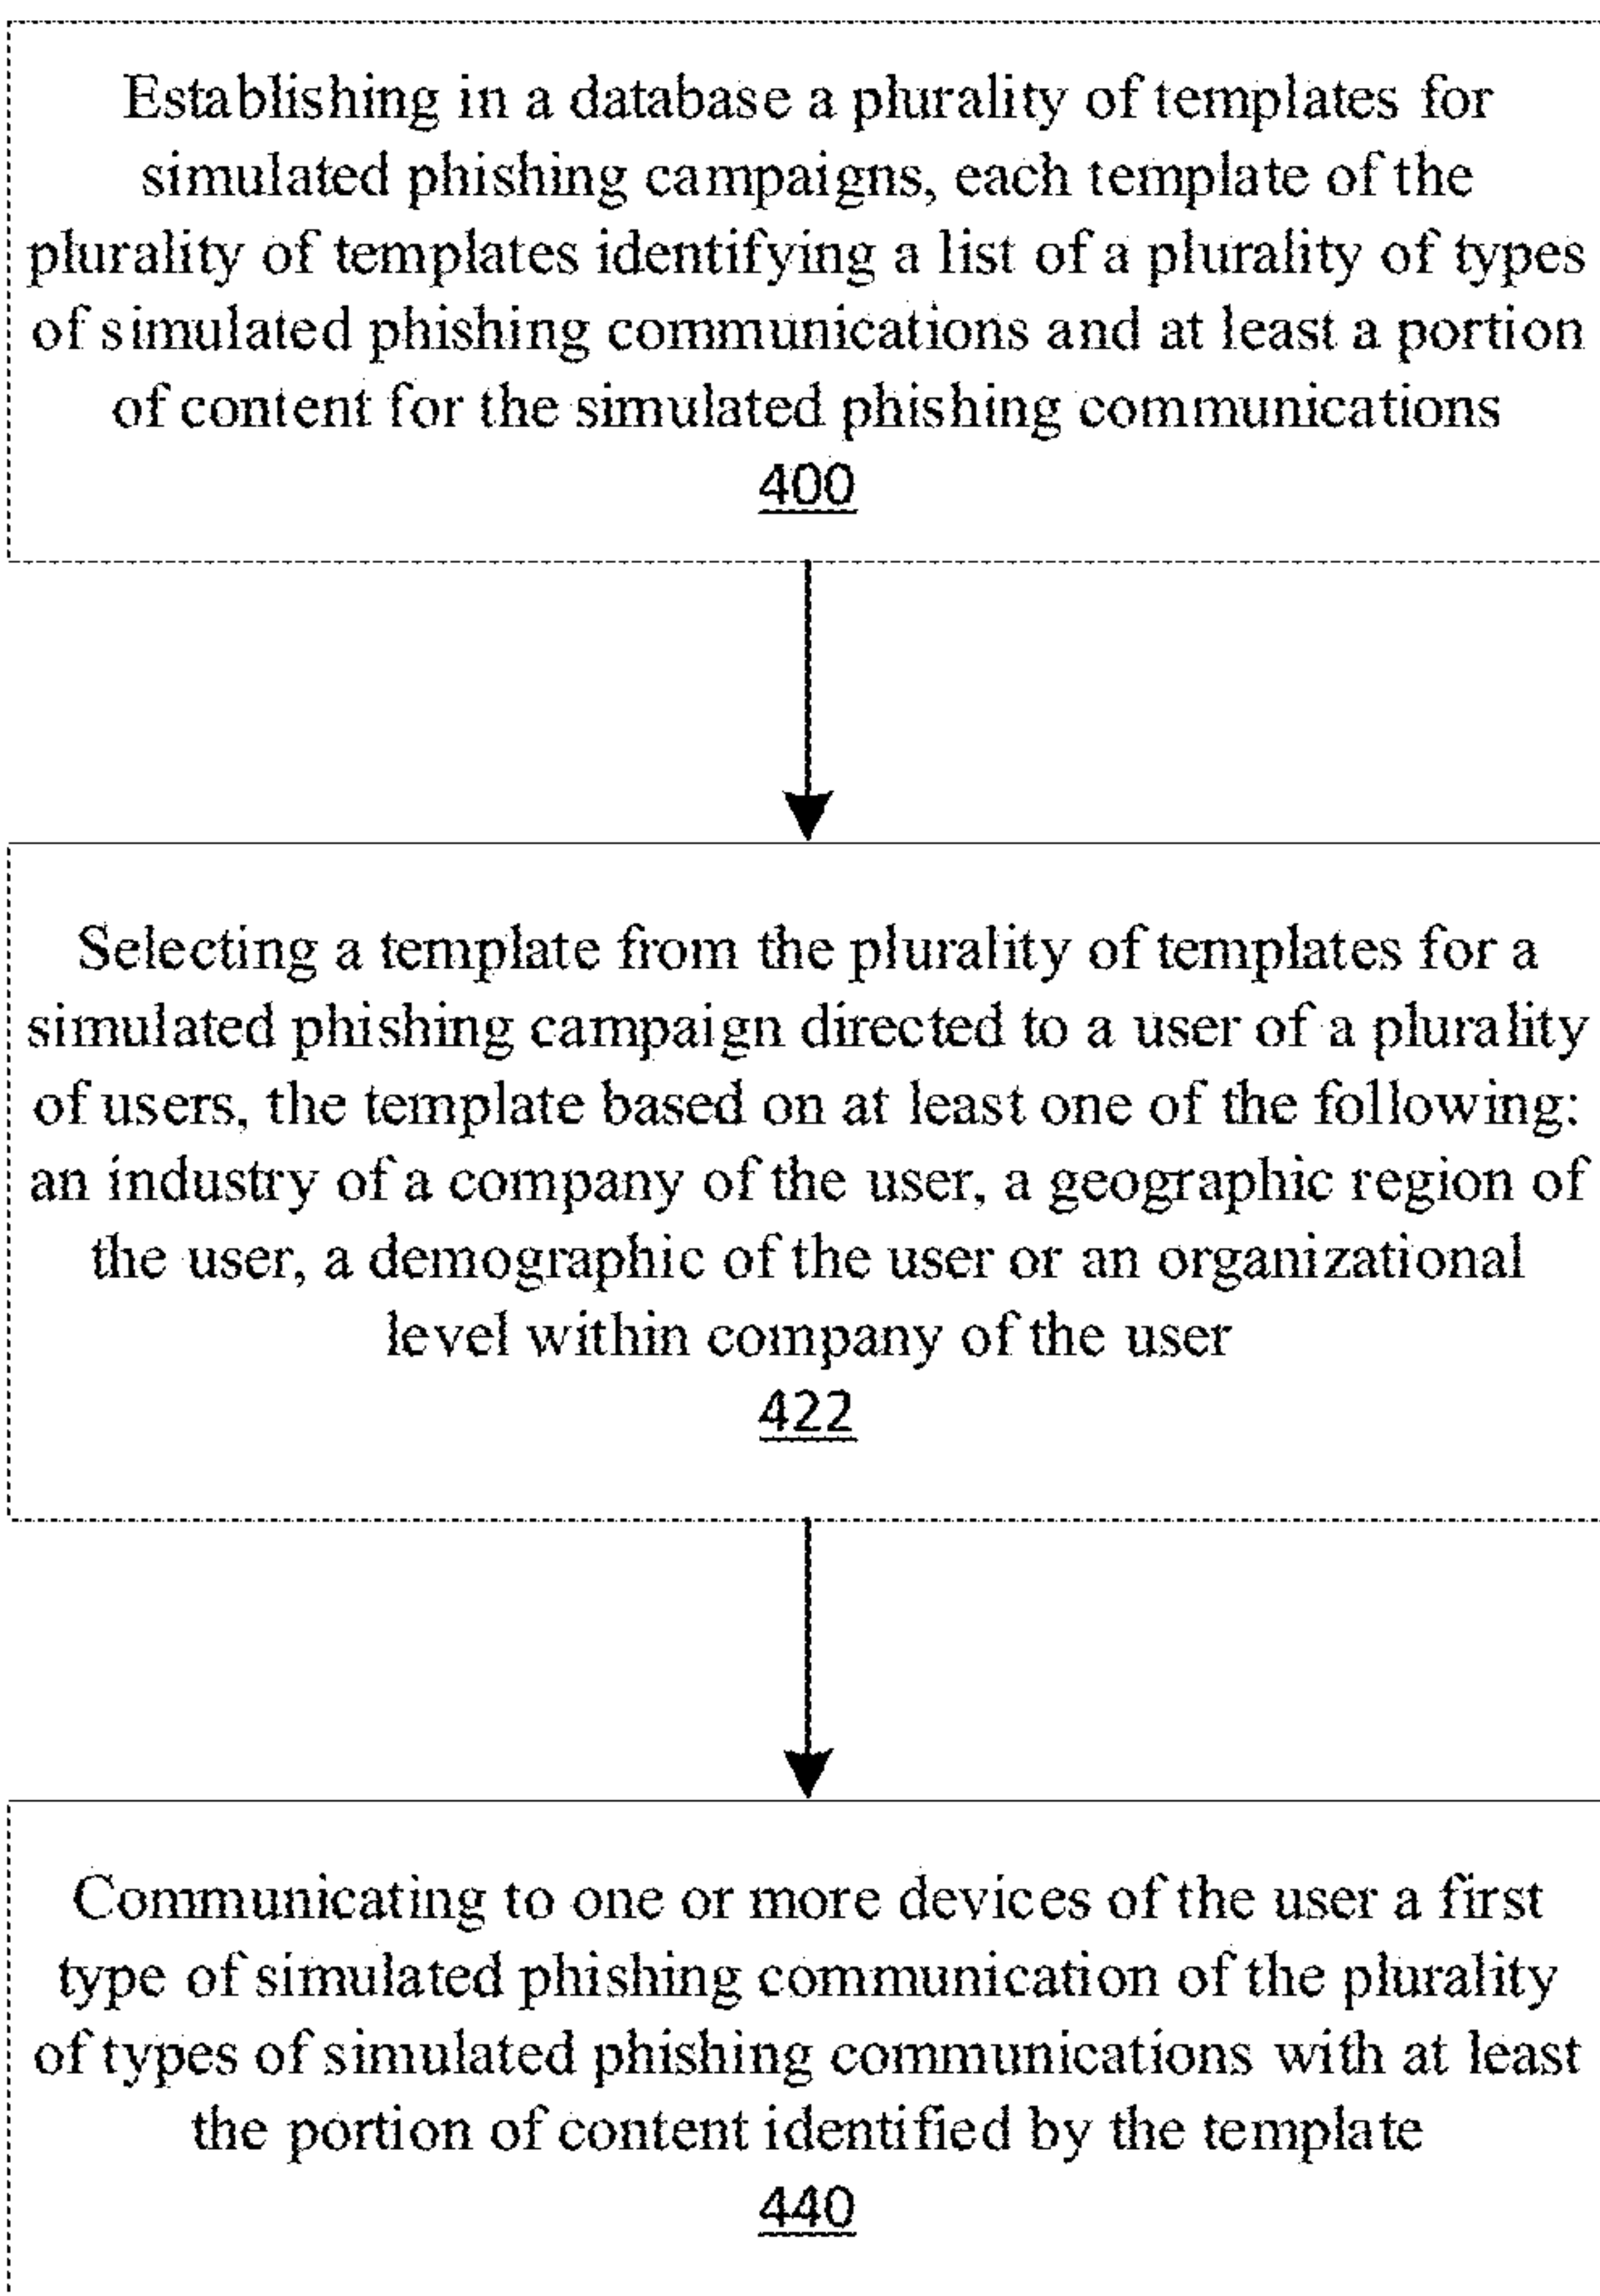 Establishing in a database a plurality of templates for
simulated phishing campaigns, each template of the
plurality of templates identifying a list of a plurality of types
of simulated phishing communications and at least a portion
of content for the simulated phishing communications
400
Selecting a template from the plurality of templates for a
simulated phishing campaign directed to a user of a plurality
of users, the template based on at least one of the following:
an industry of a company of the user, a geographic region of
the user, a demographic of the user or an organizational
level within company of the user
422
Communicating to one or more devices of the user a first
type of simulated phishing communication of the plurality
of types of simulated phishing communications with at least
the portion of content identified by the template
440